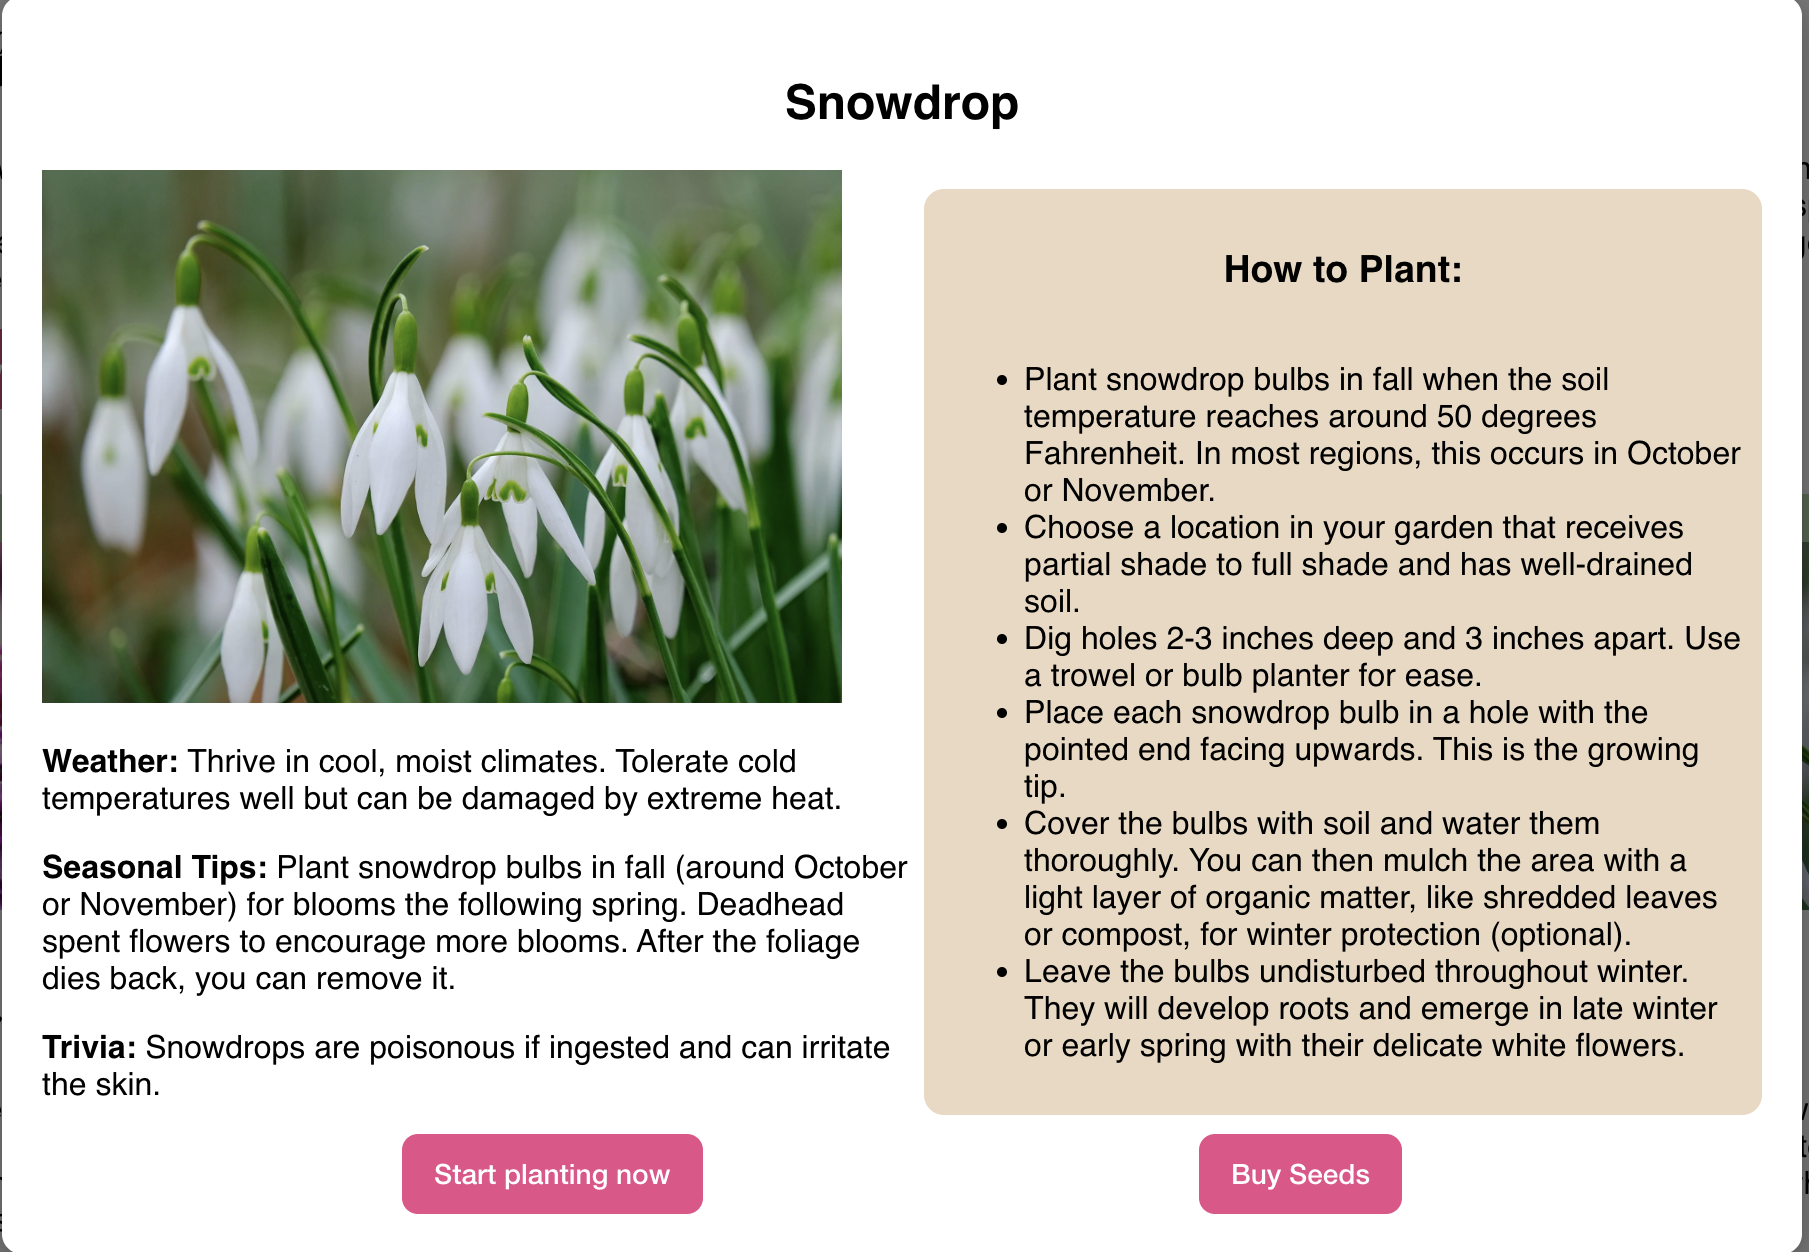 Snowdrop
Weather: Thrive in cool, moist climates. Tolerate cold
temperatures well but can be damaged by extreme heat.
Seasonal Tips: Plant snowdrop bulbs in fall (around October
or November) for blooms the following spring. Deadhead
spent flowers to encourage more blooms. After the foliage
dies back, you can remove it.
Trivia: Snowdrops are poisonous if ingested and can irritate
the skin.
How to Plant:
• Plant snowdrop bulbs in fall when the soil
temperature reaches around 50 degrees
Fahrenheit. In most regions, this occurs in October
or November.
• Choose a location in your garden that receives
partial shade to full shade and has well-drained
soil.
• Dig holes 2-3 inches deep and 3 inches apart. Use
a trowel or bulb planter for ease.
• Place each snowdrop bulb in a hole with the
pointed end facing upwards. This is the growing
tip.
• Cover the bulbs with soil and water them
thoroughly. You can then mulch the area with a
light layer of organic matter, like shredded leaves
or compost, for winter protection (optional).
• Leave the bulbs undisturbed throughout winter.
They will develop roots and emerge in late winter
or early spring with their delicate white flowers.
Start planting now
Buy Seeds